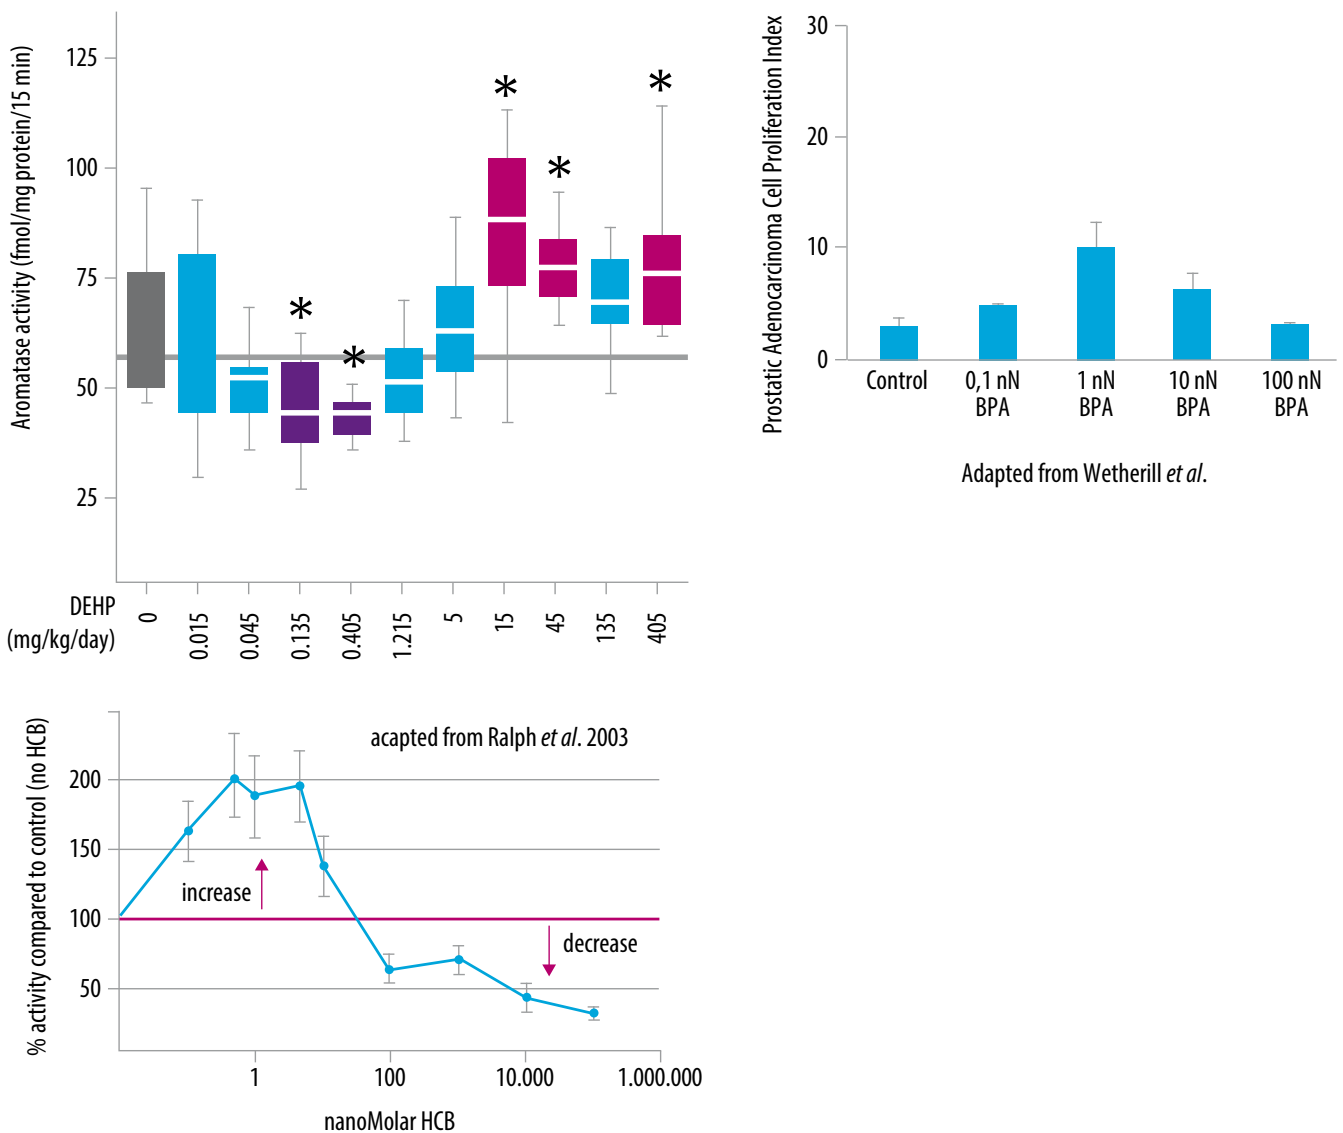 Aromatase activity (fmol/mg protein/15 min)
125
100
75
50
25
*
*
*
*
*
DEHP
(mg/kg/day)
0
0.015
0.045
0.135
0.405
1.215
5
15
45
135
405
Prostatic Adenocarcinoma Cell Proliferation Index
30
20
10
0
Control
0,1 nN
BPA
1 nN
BPA
10 nN
BPA
100 nN
BPA
Adapted from Wetherill et al.
% activity compared to control (no HCB)
acapted from Ralph et al. 2003
200
150
100
50
increase
decrease
1
100
10.000
1.000.000
nanoMolar HCB